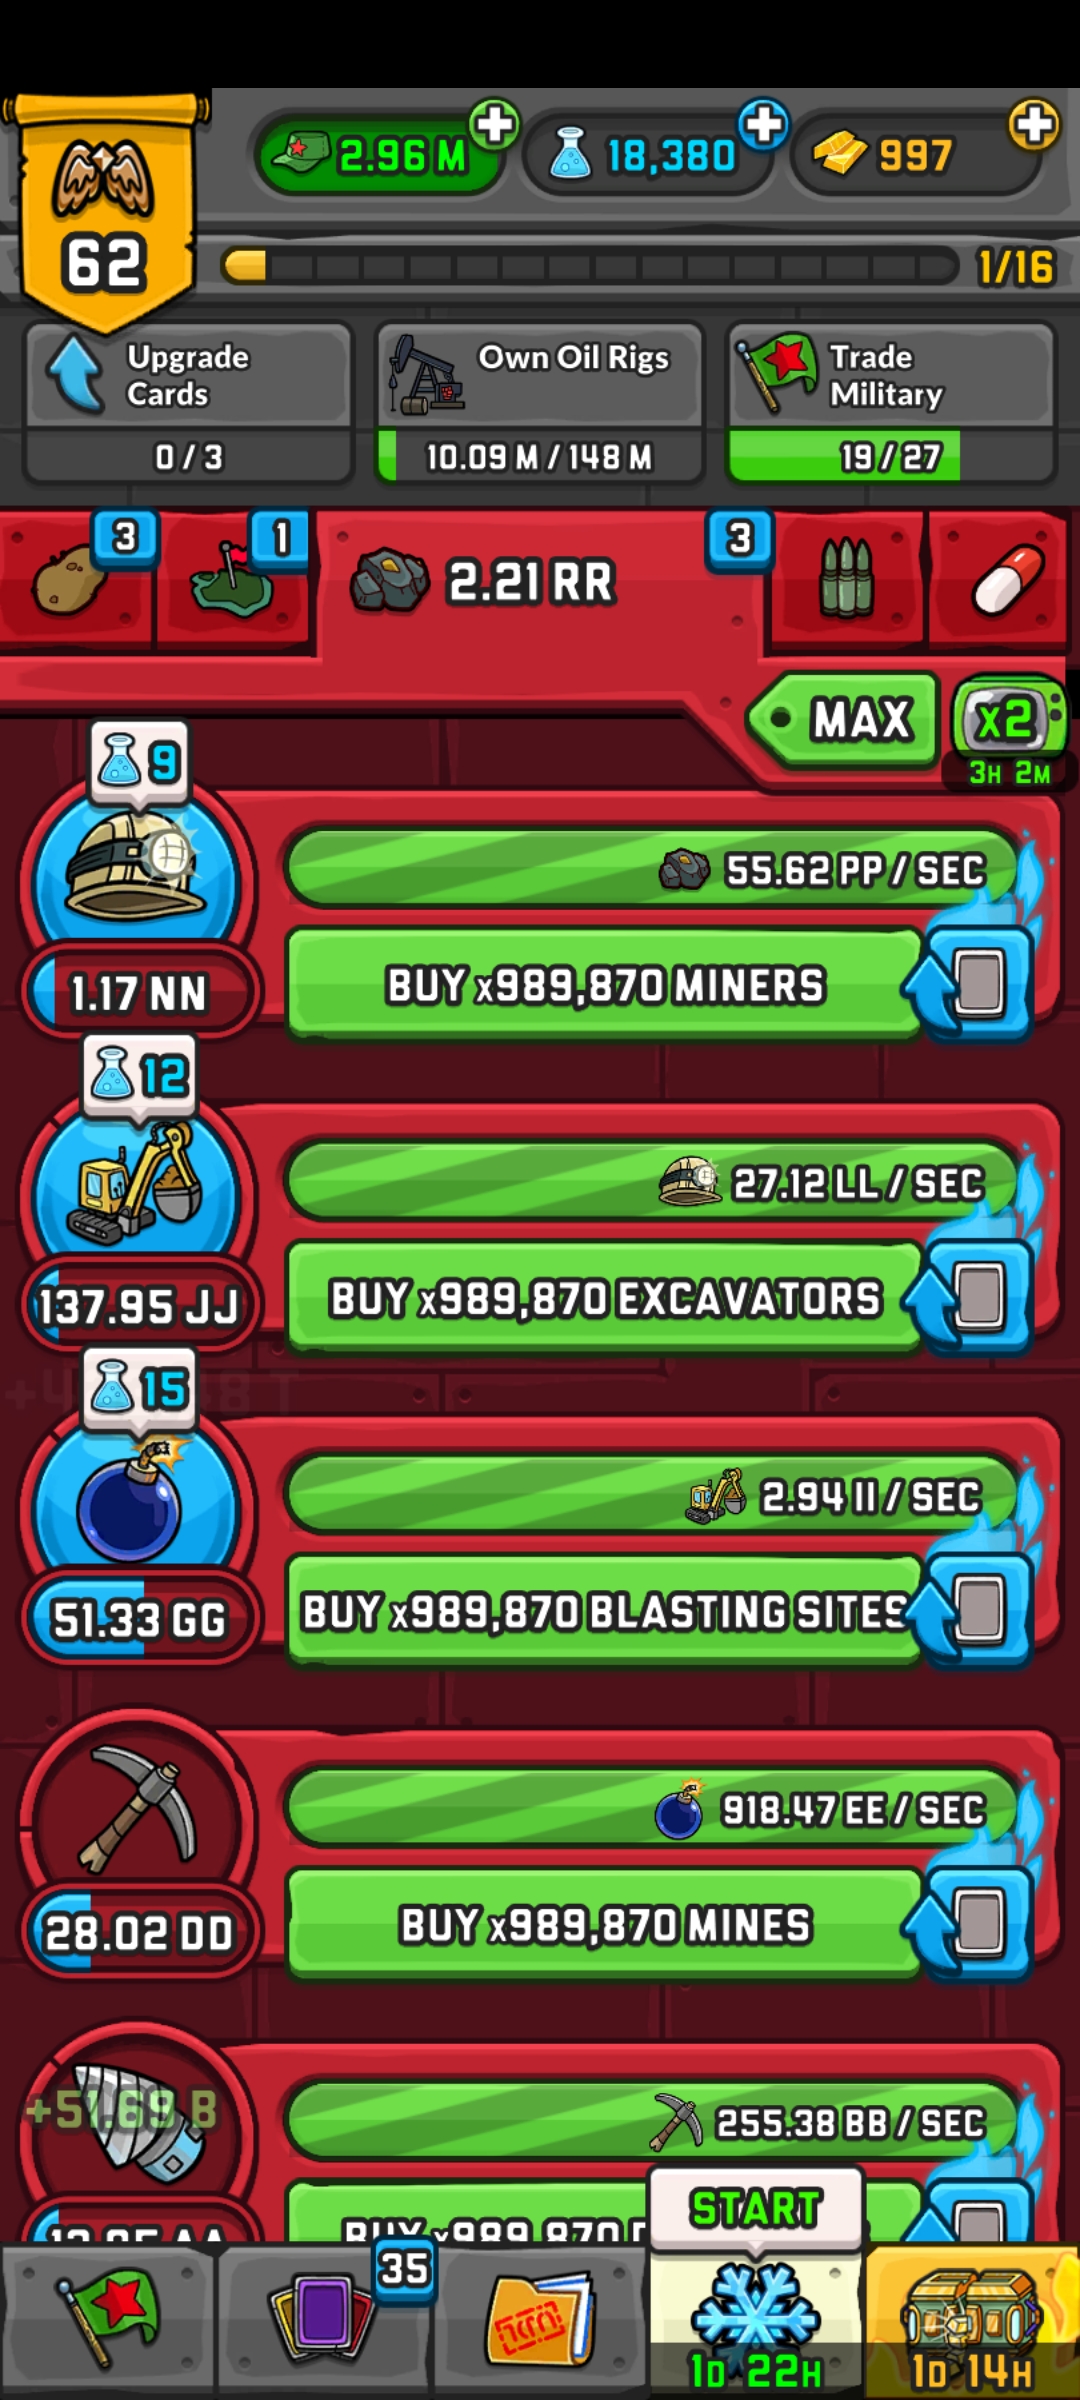 2.96 M
18,380
997
62
1/16
Upgrade
Cards
0 / 3
Own Oil Rigs
10.09 M / 148 M
Trade
Military
19 / 27
3
1
2.21 RR
3
MAX
x2
3H 2M
9
55.62 PP / SEC
1.17 NN
BUY x989,870 MINERS
12
27.12 LL / SEC
137.95 JJ
BUY x989,870 EXCAVATORS
15
2.94 II / SEC
51.33 GG
BUY x989,870 BLASTING SITES
918.47 EE / SEC
28.02 DD
BUY x989,870 MINES
+51.69 B
255.38 BB / SEC
BUY x989,870
START
35
1D 22H
1D 14H